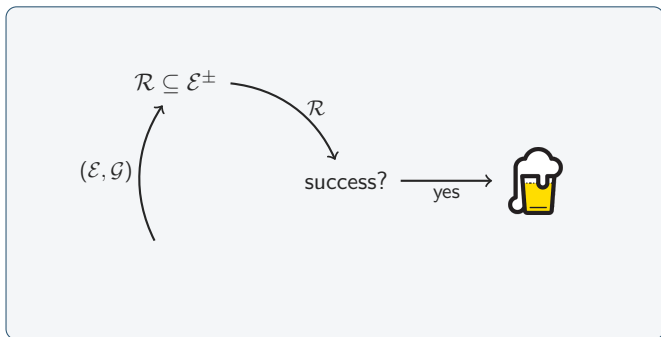 ℛ ⊆ ℰ±
ℛ
(ℰ, 𝒢)
success?
yes